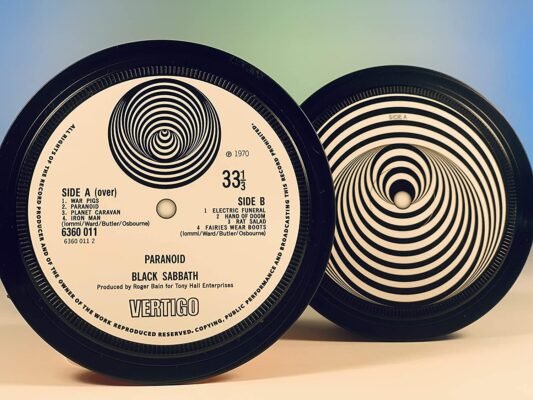 ALL RIGHTS OF THE RECORD PRODUCER AND OF THE OWNER OF THE WORK REPRODUCED RESERVED. COPYING, PUBLIC PERFORMANCE AND BROADCASTING THIS RECORD PROHIBITED.
℗ 1970
33⅓
SIDE A (over)
1. WAR PIGS
2. PARANOID
3. PLANET CARAVAN
4. IRON MAN
(Iommi/Ward/Butler/Osbourne)
6360 011
6360 011 2
SIDE B
1 ELECTRIC FUNERAL
2 HAND OF DOOM
3 RAT SALAD
4 FAIRIES WEAR BOOTS
(Iommi/Ward/Butler/Osbourne)
PARANOID
BLACK SABBATH
Produced by Roger Bain for Tony Hall Enterprises
VERTIGO
SIDE A